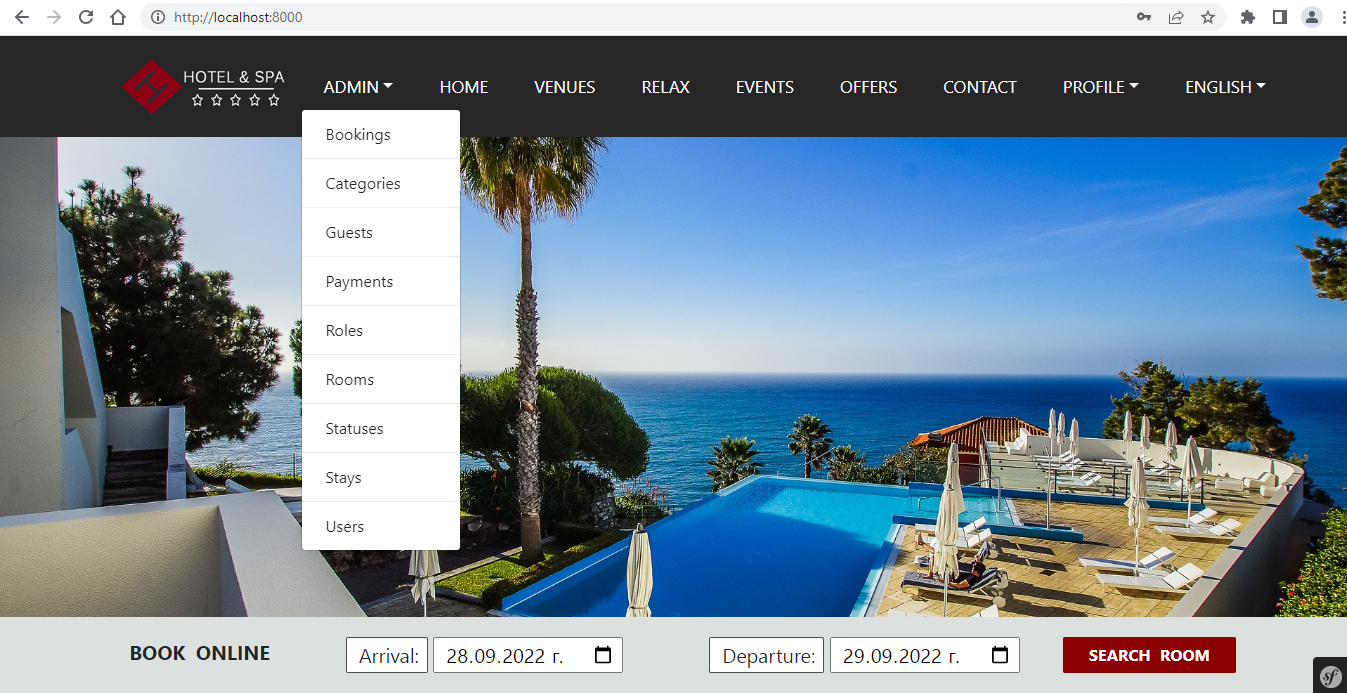 http://localhost:8000
HOTEL & SPA
ADMIN HOME VENUES RELAX EVENTS OFFERS CONTACT PROFILE ENGLISH
Bookings
Categories
Guests
Payments
Roles
Rooms
Statuses
Stays
Users
BOOK ONLINE Arrival: 28.09.2022 г. Departure: 29.09.2022 г. SEARCH ROOM
sf